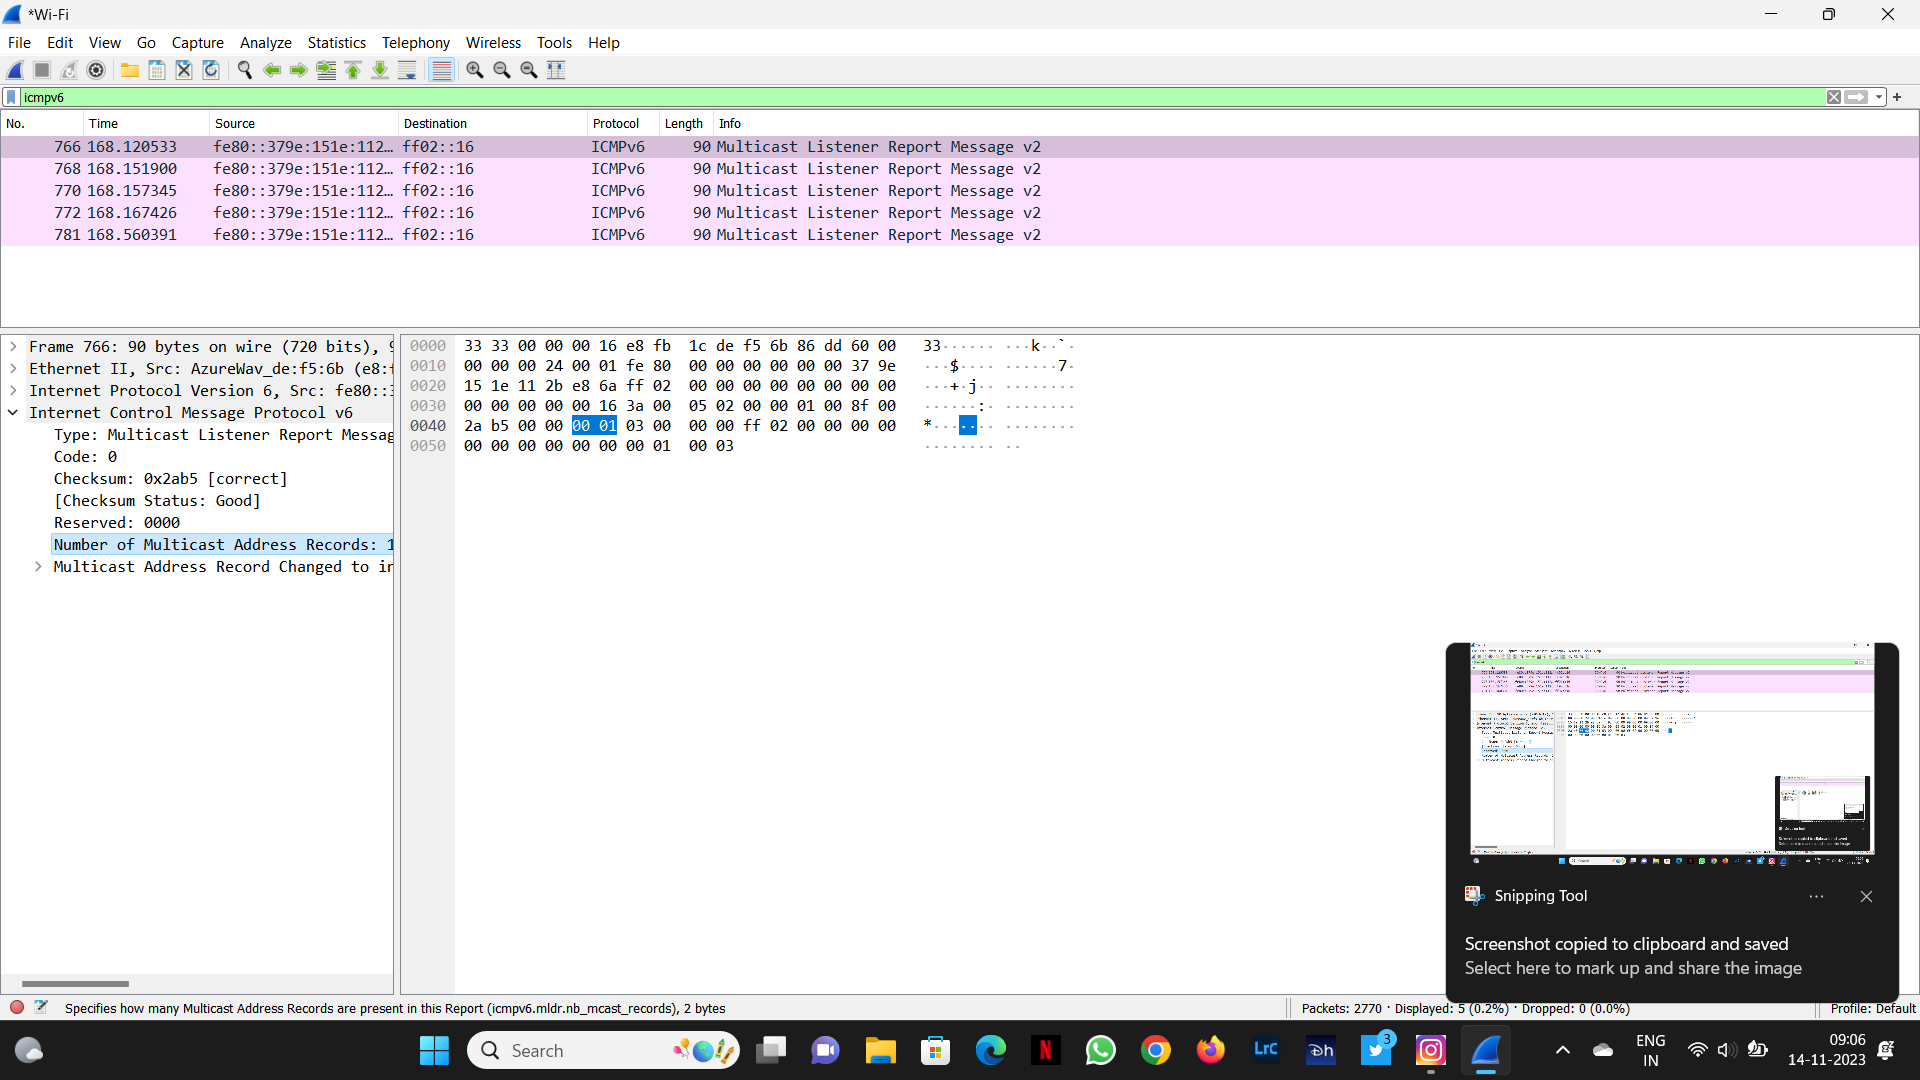 *Wi-Fi
File Edit View Go Capture Analyze Statistics Telephony Wireless Tools Help
icmpv6
No. Time Source Destination Protocol Length Info
766 168.120533 fe80::379e:151e:112… ff02::16 ICMPv6 90 Multicast Listener Report Message v2
768 168.151900 fe80::379e:151e:112… ff02::16 ICMPv6 90 Multicast Listener Report Message v2
770 168.157345 fe80::379e:151e:112… ff02::16 ICMPv6 90 Multicast Listener Report Message v2
772 168.167426 fe80::379e:151e:112… ff02::16 ICMPv6 90 Multicast Listener Report Message v2
781 168.560391 fe80::379e:151e:112… ff02::16 ICMPv6 90 Multicast Listener Report Message v2
Frame 766: 90 bytes on wire (720 bits), 9
Ethernet II, Src: AzureWav_de:f5:6b (e8:f
Internet Protocol Version 6, Src: fe80::3
Internet Control Message Protocol v6
Type: Multicast Listener Report Messag
Code: 0
Checksum: 0x2ab5 [correct]
[Checksum Status: Good]
Reserved: 0000
Number of Multicast Address Records: 1
Multicast Address Record Changed to in
0000 33 33 00 00 00 16 e8 fb 1c de f5 6b 86 dd 60 00 33······ ···k··`·
0010 00 00 00 24 00 01 fe 80 00 00 00 00 00 00 37 9e ···$···· ······7·
0020 15 1e 11 2b e8 6a ff 02 00 00 00 00 00 00 00 00 ···+·j·· ········
0030 00 00 00 00 00 16 3a 00 05 02 00 00 01 00 8f 00 ······:· ········
0040 2a b5 00 00 00 01 03 00 00 00 ff 02 00 00 00 00 *······· ········
0050 00 00 00 00 00 00 00 01 00 03 ········ ··
Snipping Tool
Screenshot copied to clipboard and saved
Select here to mark up and share the image
Specifies how many Multicast Address Records are present in this Report (icmpv6.mldr.nb_mcast_records), 2 bytes
Packets: 2770 · Displayed: 5 (0.2%) · Dropped: 0 (0.0%)
Profile: Default
Search
LrC
3
ENG
IN
09:06
14-11-2023